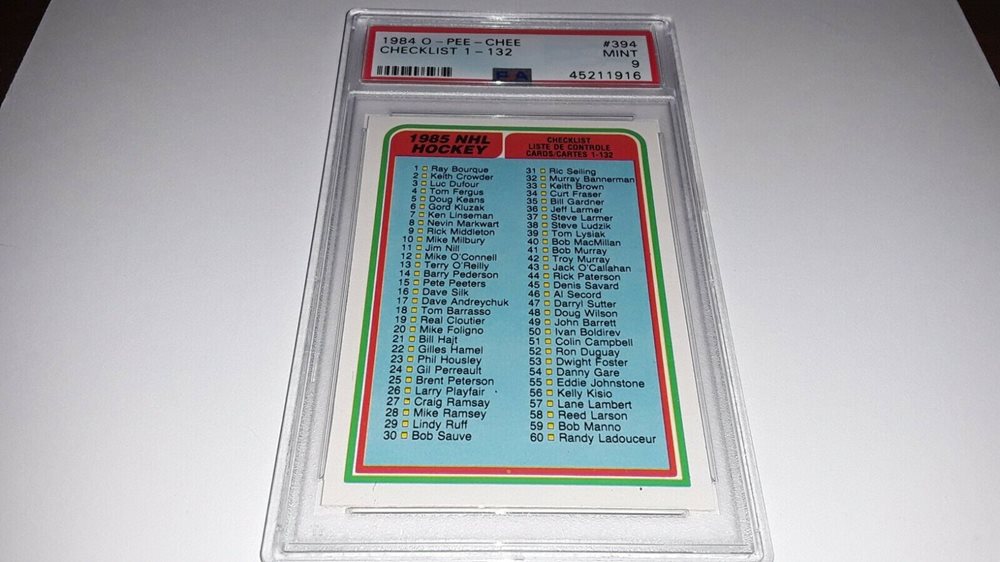 1984 O-PEE-CHEE #394
CHECKLIST 1-132 MINT
9
PSA 45211916
1985 NHL
HOCKEY
CHECKLIST
LISTE DE CONTROLE
CARDS/CARTES 1-132
1 Ray Bourque
2 Keith Crowder
3 Luc Dufour
4 Tom Fergus
5 Doug Keans
6 Gord Kluzak
7 Ken Linseman
8 Nevin Markwart
9 Rick Middleton
10 Mike Milbury
11 Jim Nill
12 Mike O'Connell
13 Terry O'Reilly
14 Barry Pederson
15 Pete Peeters
16 Dave Silk
17 Dave Andreychuk
18 Tom Barrasso
19 Real Cloutier
20 Mike Foligno
21 Bill Hajt
22 Gilles Hamel
23 Phil Housley
24 Gil Perreault
25 Brent Peterson
26 Larry Playfair
27 Craig Ramsay
28 Mike Ramsey
29 Lindy Ruff
30 Bob Sauve
31 Ric Seiling
32 Murray Bannerman
33 Keith Brown
34 Curt Fraser
35 Bill Gardner
36 Jeff Larmer
37 Steve Larmer
38 Steve Ludzik
39 Tom Lysiak
40 Bob MacMillan
41 Bob Murray
42 Troy Murray
43 Jack O'Callahan
44 Rick Paterson
45 Denis Savard
46 Al Secord
47 Darryl Sutter
48 Doug Wilson
49 John Barrett
50 Ivan Boldirev
51 Colin Campbell
52 Ron Duguay
53 Dwight Foster
54 Danny Gare
55 Eddie Johnstone
56 Kelly Kisio
57 Lane Lambert
58 Reed Larson
59 Bob Manno
60 Randy Ladouceur